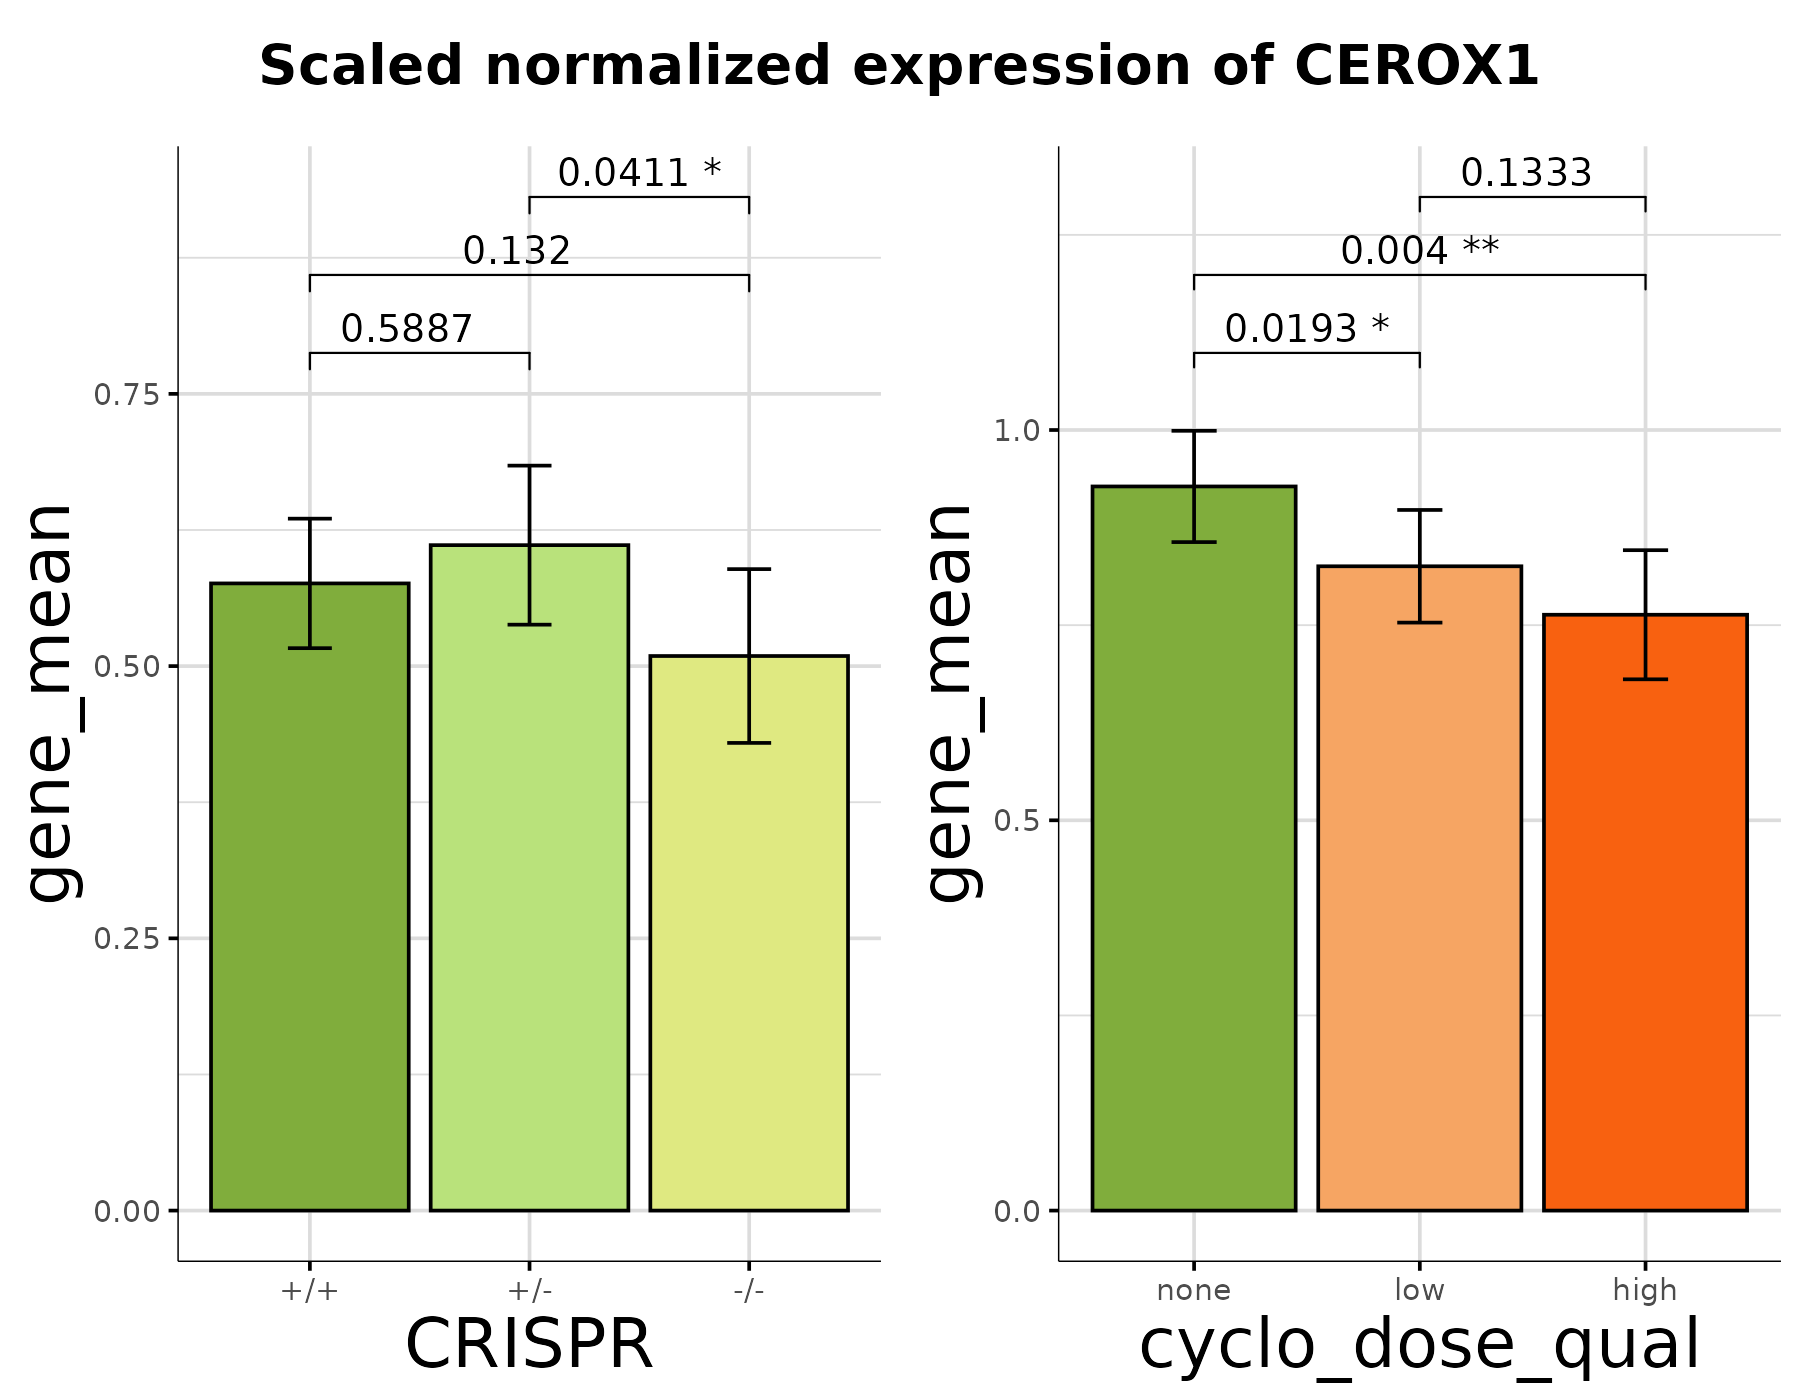 Scaled normalized expression of CEROX1
gene_mean
0.75
0.50
0.25
0.00
0.0411 *
0.132
0.5887
+/+
+/-
-/-
CRISPR
gene_mean
1.0
0.5
0.0
0.1333
0.004 **
0.0193 *
none
low
high
cyclo_dose_qual